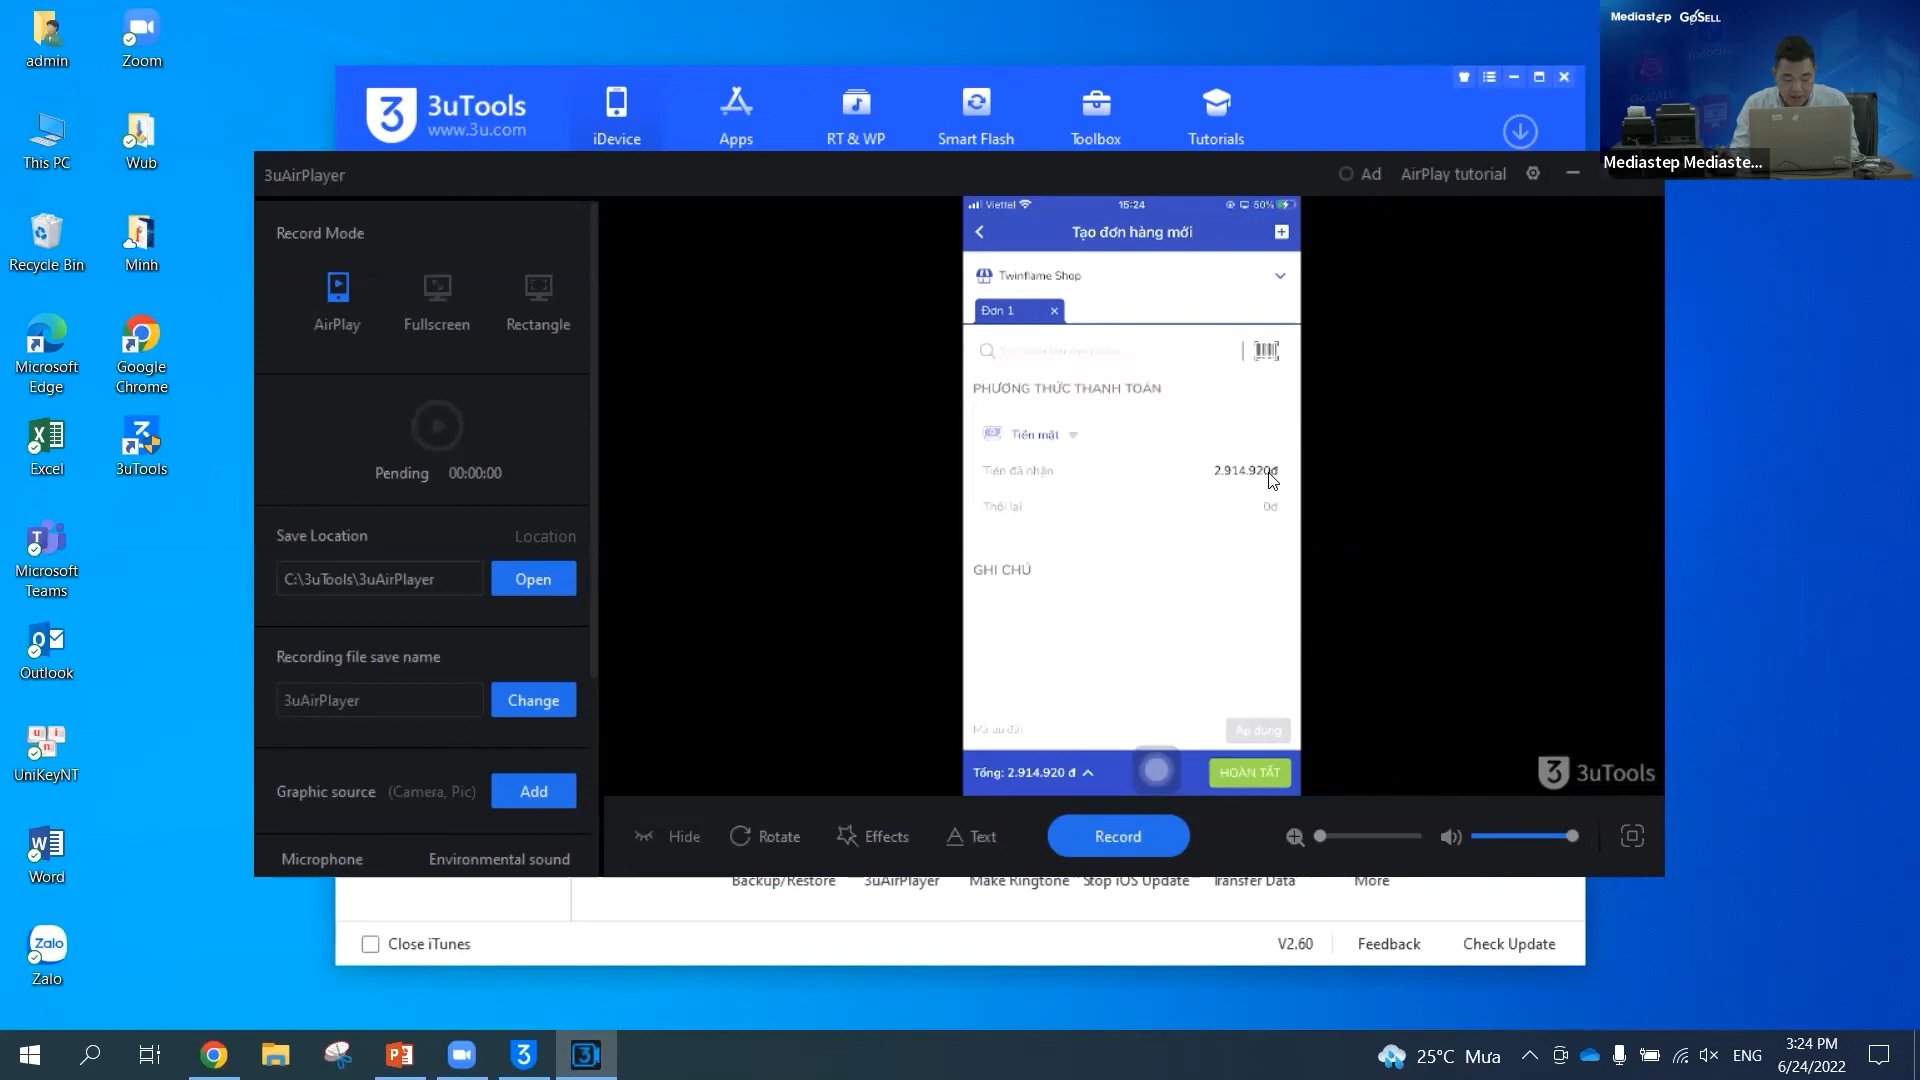 admin
Zoom
This PC
Wub
Recycle Bin
Minh
Microsoft
Edge
Google
Chrome
Excel
3uTools
Microsoft
Teams
Outlook
UniKeyNT
Word
Zalo
Zalo
3uTools
www.3u.com
iDevice
Apps
RT & WP
Smart Flash
Toolbox
Tutorials
Mediastep GoSELL
Mediastep Mediaste...
3uAirPlayer
Ad
AirPlay tutorial
Record Mode
AirPlay
Fullscreen
Rectangle
Pending 00:00:00
Save Location
Location
C:\3uTools\3uAirPlayer
Open
Recording file save name
3uAirPlayer
Change
Graphic source (Camera, Pic)
Add
Microphone
Environmental sound
Viettel
15:24
50%
Tạo đơn hàng mới
Twinflame Shop
Đơn 1
PHƯƠNG THỨC THANH TOÁN
Tiền mặt
Tiền đã nhận
2.914.920đ
Thối lại
0đ
GHI CHÚ
Mã ưu đãi
Áp dụng
Tổng: 2.914.920 đ
HOÀN TẤT
3uTools
Hide
Rotate
Effects
Text
Record
Backup/Restore
3uAirPlayer
Make Ringtone
Stop iOS Update
Transfer Data
More
Close iTunes
V2.60
Feedback
Check Update
25°C Mưa
ENG
3:24 PM
6/24/2022